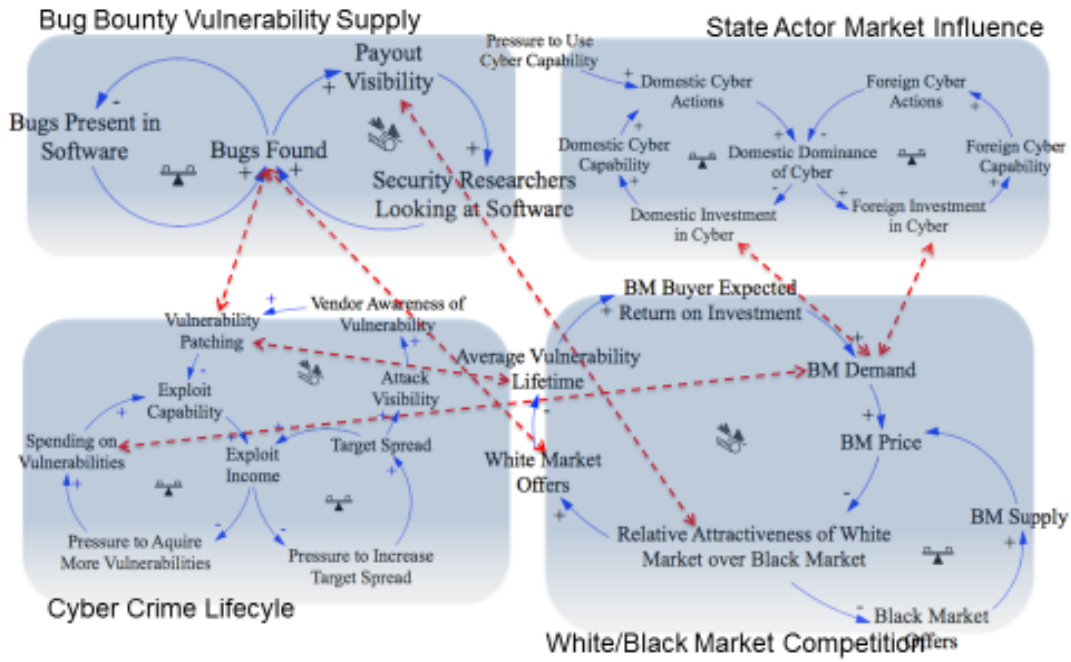 Bug Bounty Vulnerability Supply
State Actor Market Influence
Payout
Visibility
+
-
Bugs Present in
Software
Bugs Found
+
+
+
Security Researchers
Looking at Software
Pressure to Use
Cyber Capability
+
Domestic Cyber
Actions
Foreign Cyber
Actions
+
+
-
+
Domestic Cyber
Capability
Domestic Dominance
of Cyber
Foreign Cyber
Capability
+
-
+
+
Domestic Investment
in Cyber
Foreign Investment
in Cyber
+
Vendor Awareness of
Vulnerability
Vulnerability
Patching
+
-
Exploit
Capability
Attack
Visibility
+
+
+
+
Spending on
Vulnerabilities
Exploit
Income
Target Spread
+
+
-
-
Pressure to Aquire
More Vulnerabilities
Pressure to Increase
Target Spread
Cyber Crime Lifecyle
BM Buyer Expected
Return on Investment
+
+
Average Vulnerability
Lifetime
BM Demand
-
+
BM Price
White Market
Offers
-
+
Relative Attractiveness of White
Market over Black Market
BM Supply
+
-
Black Market
Offers
White/Black Market Competition